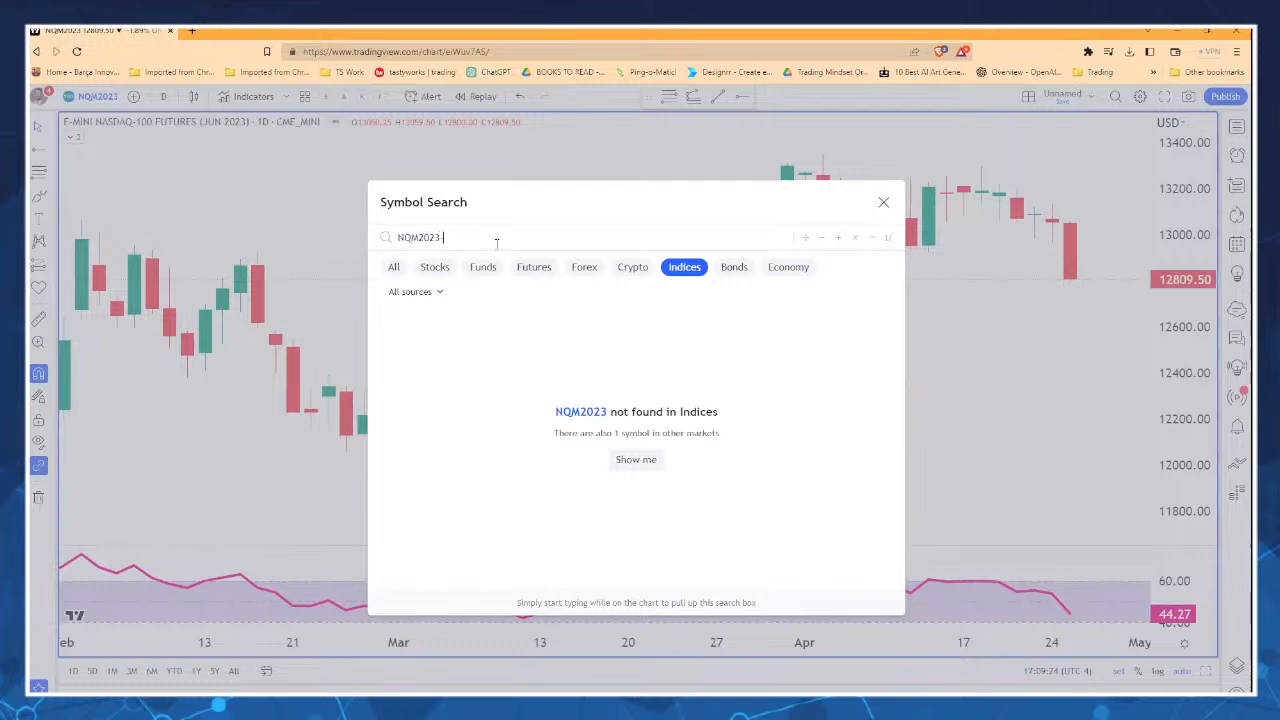 NQM2023 12809.50 ▼ −1.89% Un
https://www.tradingview.com/chart/eiWuv7AS/
VPN
Home - Barça Innov...
Imported from Chr...
Imported from Chr...
TS Work
tastyworks | trading
ChatGPT
BOOKS TO READ -...
Ping-o-Matic!
Designrr - Create e...
Trading Mindset Or...
10 Best AI Art Gene...
Overview - OpenAI...
Trading
»
Other bookmarks
NQM2023
D
Indicators
Alert
Replay
Unnamed
Save
Publish
E-MINI NASDAQ-100 FUTURES (JUN 2023) · 1D · CME_MINI
O13050.25 H13059.50 L12800.00 C12809.50
USD
13400.00
13200.00
13000.00
12809.50
12600.00
12400.00
12200.00
12000.00
11800.00
60.00
44.27
40.00
Symbol Search
NQM2023-
1/
All
Stocks
Funds
Futures
Forex
Crypto
Indices
Bonds
Economy
All sources
NQM2023 not found in Indices
There are also 1 symbol in other markets
Show me
Simply start typing while on the chart to pull up this search box
eb
13
21
Mar
13
20
27
Apr
17
24
May
1D 5D 1M 3M 6M YTD 1Y 5Y All
17:09:24 (UTC-4)
set
%
log
auto